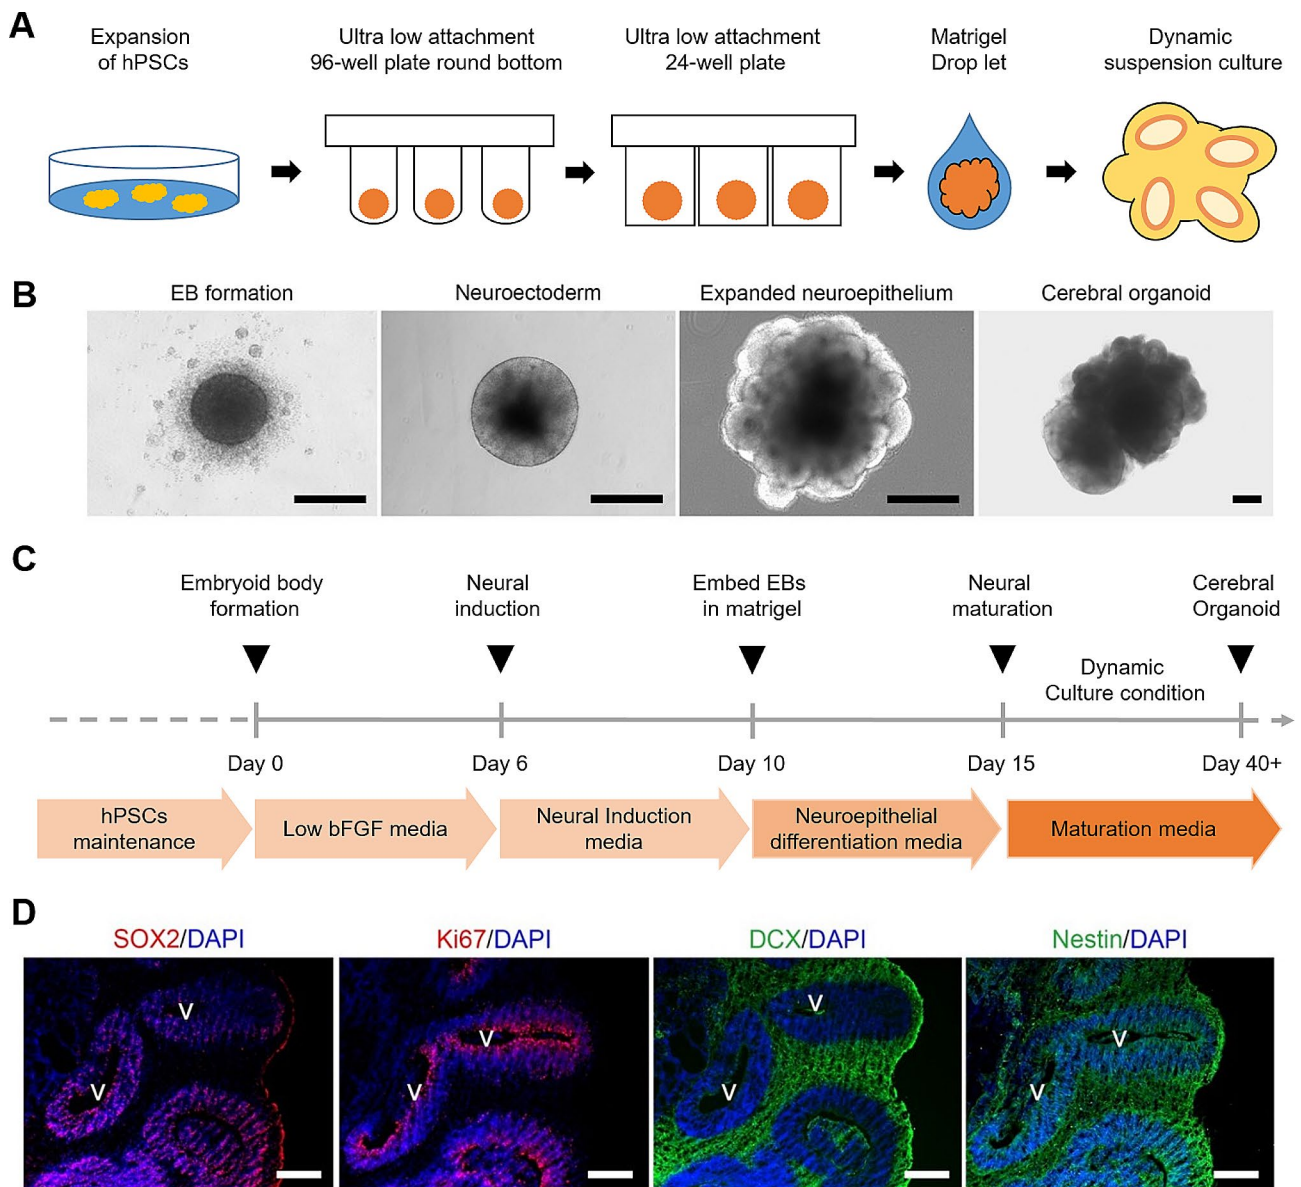 A
Expansion
of hPSCs
Ultra low attachment
96-well plate round bottom
Ultra low attachment
24-well plate
Matrigel
Drop let
Dynamic
suspension culture
B
EB formation
Neuroectoderm
Expanded neuroepithelium
Cerebral organoid
C
Embryoid body
formation
Neural
induction
Embed EBs
in matrigel
Neural
maturation
Cerebral
Organoid
Dynamic
Culture condition
Day 0
Day 6
Day 10
Day 15
Day 40+
hPSCs
maintenance
Low bFGF media
Neural Induction
media
Neuroepithelial
differentiation media
Maturation media
D
SOX2/DAPI
Ki67/DAPI
DCX/DAPI
Nestin/DAPI
V
V
V
V
V
V
V
V